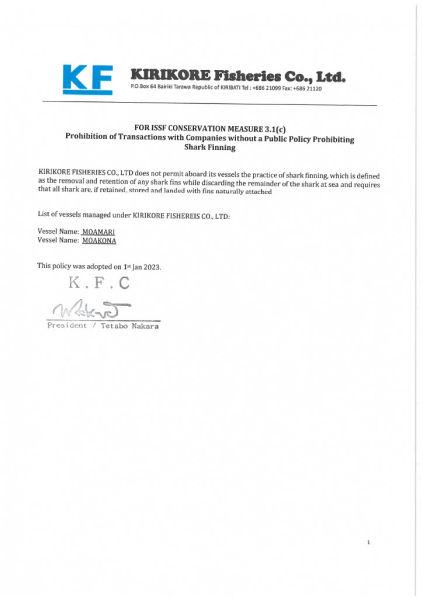 KF KIRIKORE Fisheries Co., Ltd.
P.O.Box 64 Bairiki Tarawa Republic of KIRIBATI Tel : +686 21099 Fax: +686 21120
FOR ISSF CONSERVATION MEASURE 3.1(c)
Prohibition of Transactions with Companies without a Public Policy Prohibiting
Shark Finning
KIRIKORE FISHERIES CO., LTD does not permit aboard its vessels the practice of shark finning, which is defined
as the removal and retention of any shark fins while discarding the remainder of the shark at sea and requires
that all shark are, if retained, stored and landed with fins naturally attached
List of vessels managed under KIRIKORE FISHEREIS CO., LTD:
Vessel Name: MOAMARI
Vessel Name: MOAKONA
This policy was adopted on 1st Jan 2023.
K . F . C
President / Tetabo Nakara
1